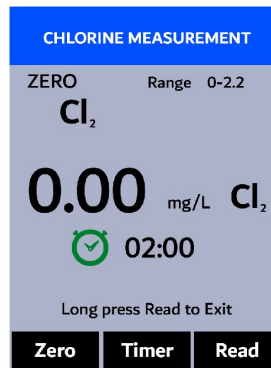 CHLORINE MEASUREMENT
ZERO Range 0-2.2
Cl₂
0.00 mg/L Cl₂
02:00
Long press Read to Exit
Zero Timer Read